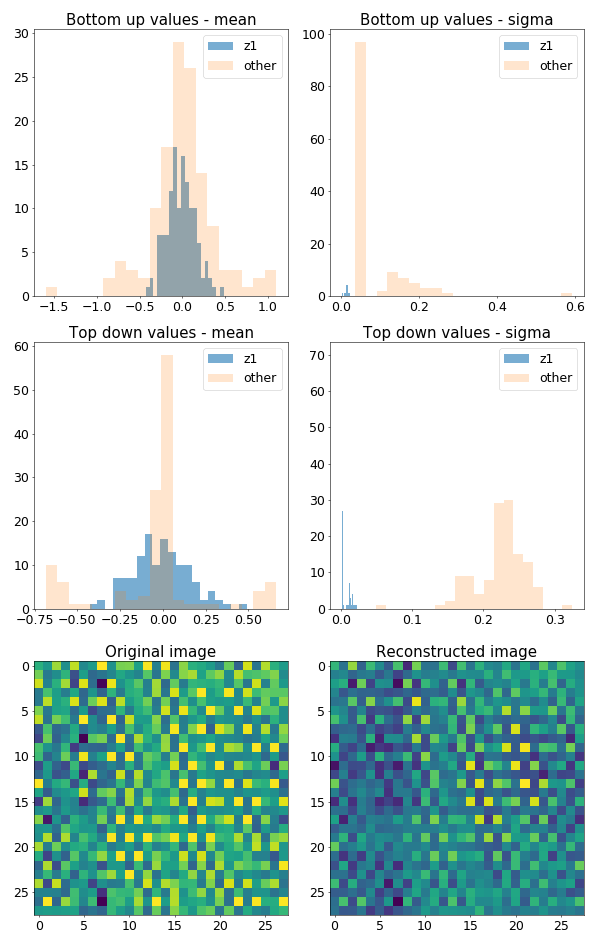 Bottom up values - mean
30
25
20
15
10
5
0
−1.5 −1.0 −0.5 0.0 0.5 1.0
z1
other
Bottom up values - sigma
100
80
60
40
20
0
0.0 0.2 0.4 0.6
z1
other
Top down values - mean
60
50
40
30
20
10
0
−0.75 −0.50 −0.25 0.00 0.25 0.50
z1
other
Top down values - sigma
70
60
50
40
30
20
10
0
0.0 0.1 0.2 0.3
z1
other
Original image
0
5
10
15
20
25
0 5 10 15 20 25
Reconstructed image
0
5
10
15
20
25
0 5 10 15 20 25